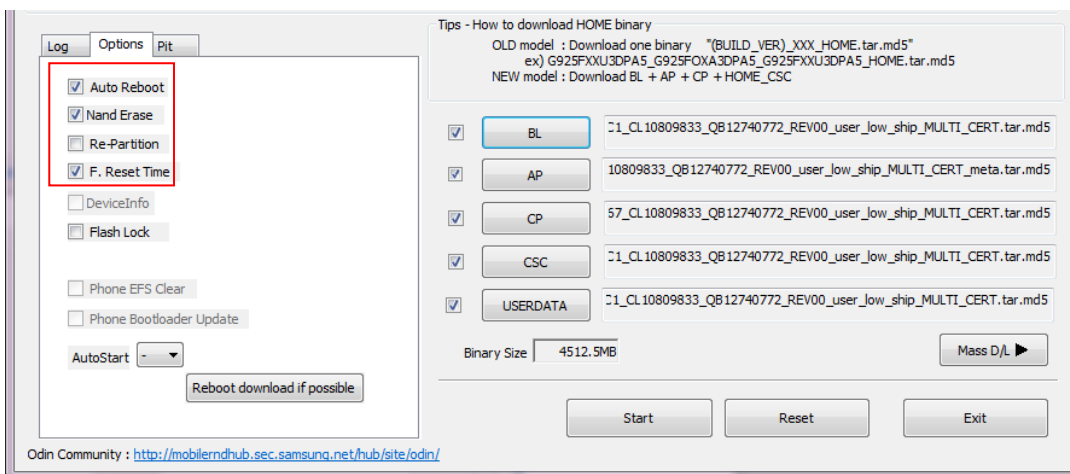 Log Options Pit
Auto Reboot
Nand Erase
Re-Partition
F. Reset Time
DeviceInfo
Flash Lock
Phone EFS Clear
Phone Bootloader Update
AutoStart -
Reboot download if possible
Tips - How to download HOME binary
OLD model : Download one binary "(BUILD_VER)_XXX_HOME.tar.md5"
ex) G925FXXU3DPA5_G925FOXA3DPA5_G925FXXU3DPA5_HOME.tar.md5
NEW model : Download BL + AP + CP + HOME_CSC
BL C1_CL10809833_QB12740772_REV00_user_low_ship_MULTI_CERT.tar.md5
AP 10809833_QB12740772_REV00_user_low_ship_MULTI_CERT_meta.tar.md5
CP 57_CL10809833_QB12740772_REV00_user_low_ship_MULTI_CERT.tar.md5
CSC C1_CL10809833_QB12740772_REV00_user_low_ship_MULTI_CERT.tar.md5
USERDATA C1_CL10809833_QB12740772_REV00_user_low_ship_MULTI_CERT.tar.md5
Binary Size 4512.5MB
Mass D/L
Start Reset Exit
Odin Community : http://mobilerndhub.sec.samsung.net/hub/site/odin/